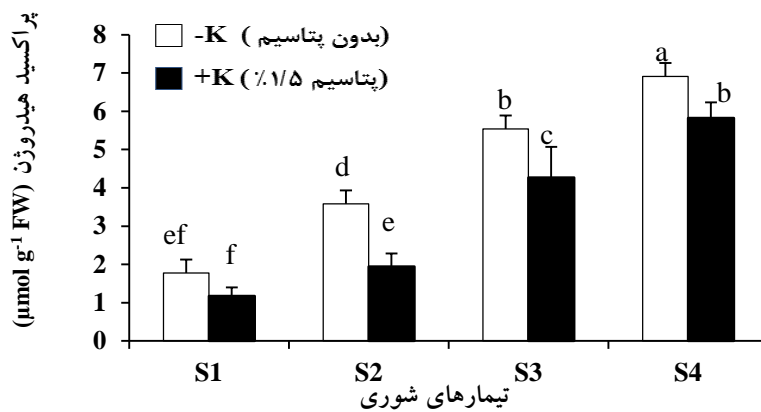 پراکسید هیدروژن
(µmol g-1 FW)
8
7
6
5
4
3
2
1
0
-K (بدون پتاسیم)
+K (پتاسیم ۱/۵٪)
ef
f
d
e
b
c
a
b
S1 S2 S3 S4
تیمارهای شوری